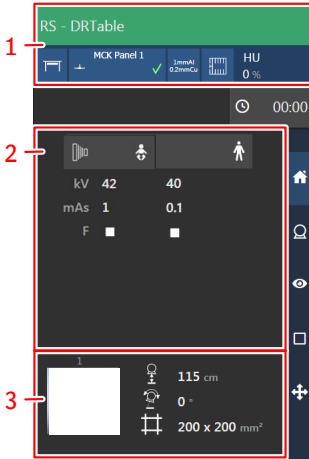 RS - DRTable
1
MCK Panel 1
1mmAl
0.2mmCu
HU
0 %
00:00
2
kV 42 40
mAs 1 0.1
F
1
115 cm
3
0 °
200 x 200 mm²